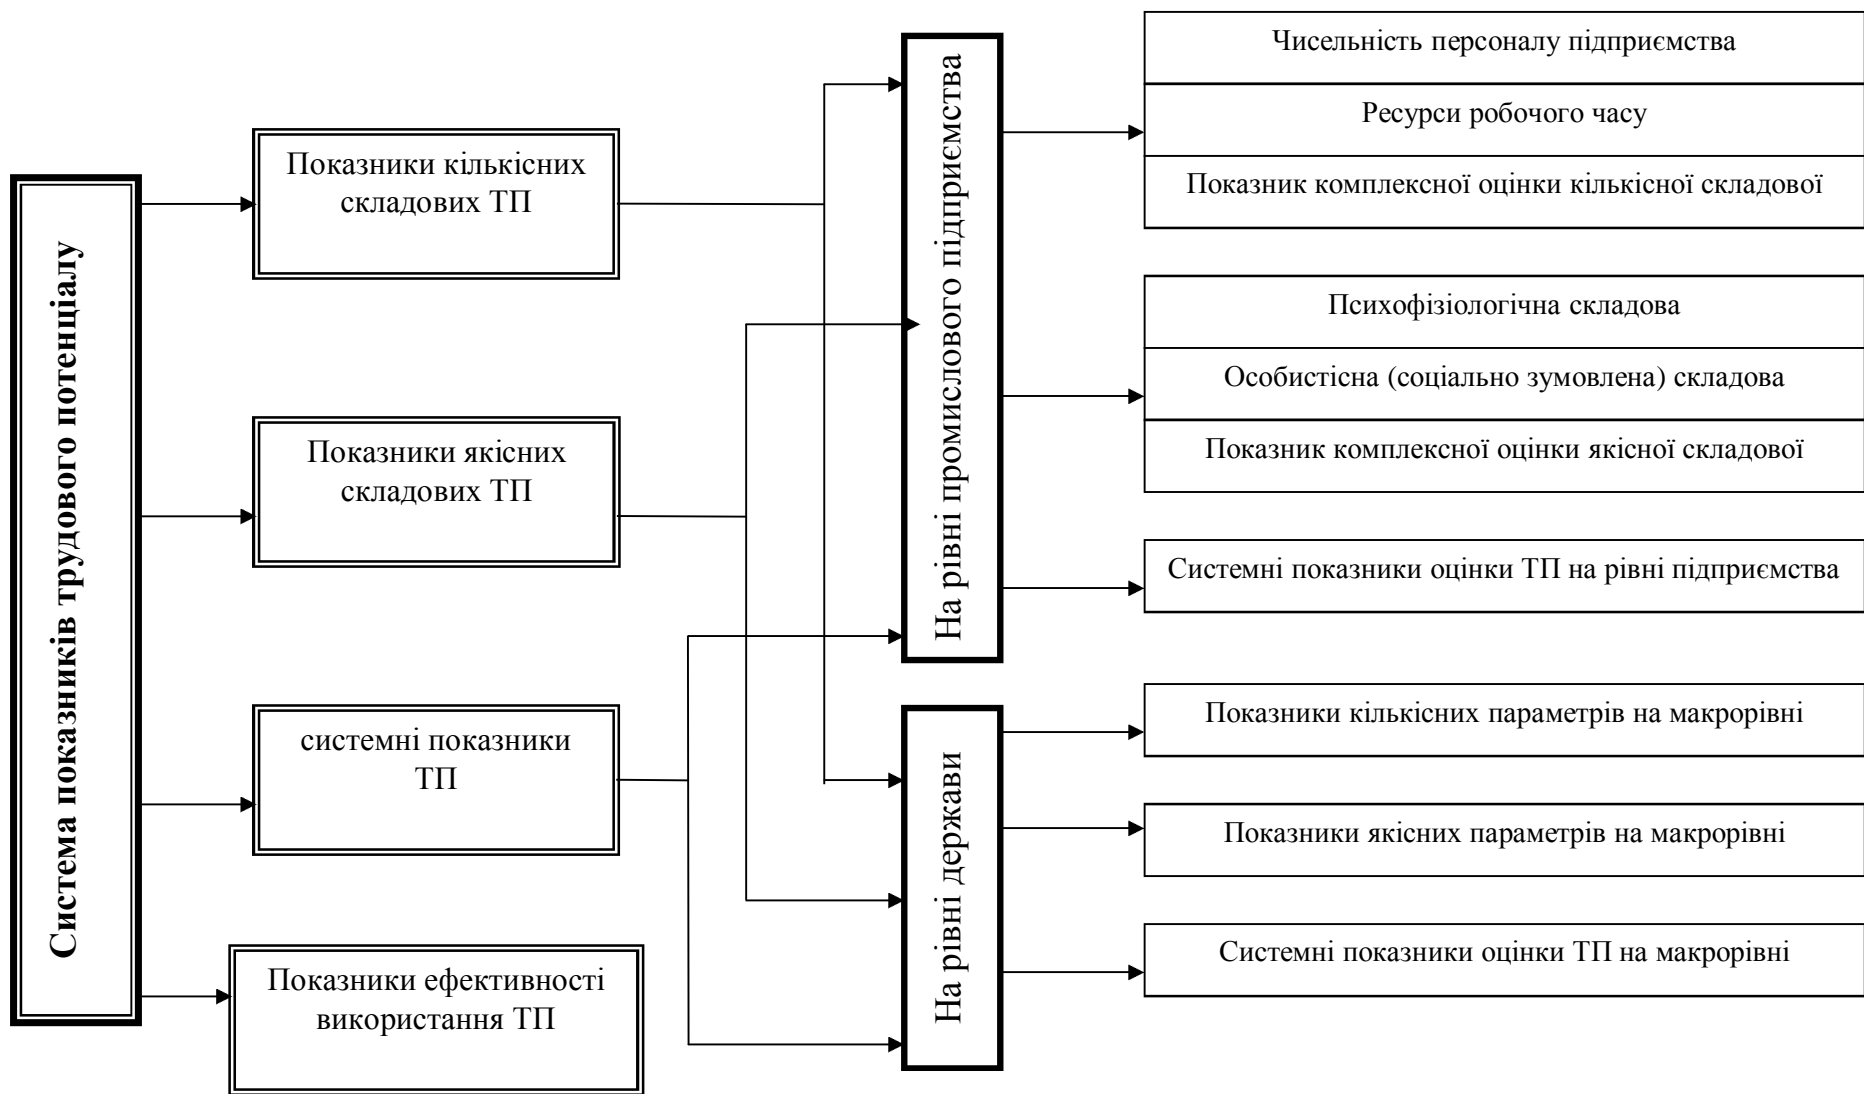 Система показників трудового потенціалу
Показники кількісних
складових ТП
Показники якісних
складових ТП
системні показники
ТП
Показники ефективності
використання ТП
На рівні промислового підприємства
На рівні держави
Чисельність персоналу підприємства
Ресурси робочого часу
Показник комплексної оцінки кількісної складової
Психофізіологічна складова
Особистісна (соціально зумовлена) складова
Показник комплексної оцінки якісної складової
Системні показники оцінки ТП на рівні підприємства
Показники кількісних параметрів на макрорівні
Показники якісних параметрів на макрорівні
Системні показники оцінки ТП на макрорівні